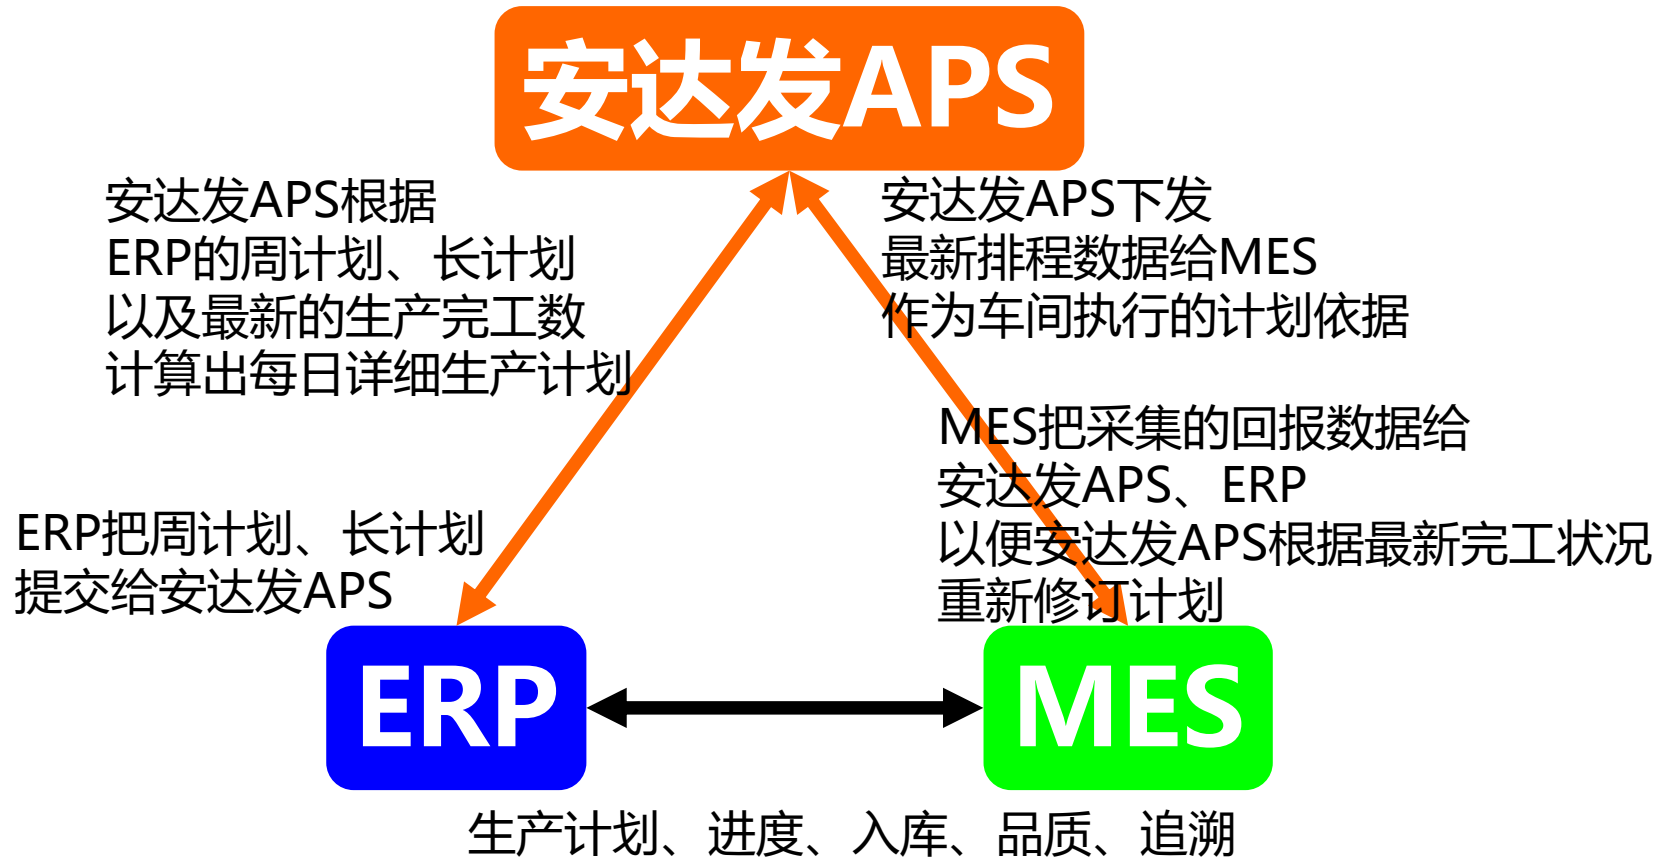 安达发APS
安达发APS根据
ERP的周计划、长计划
以及最新的生产完工数
计算出每日详细生产计划
安达发APS下发
最新排程数据给MES
作为车间执行的计划依据
MES把采集的回报数据给
安达发APS、ERP
以便安达发APS根据最新完工状况
重新修订计划
ERP把周计划、长计划
提交给安达发APS
ERP
MES
生产计划、进度、入库、品质、追溯